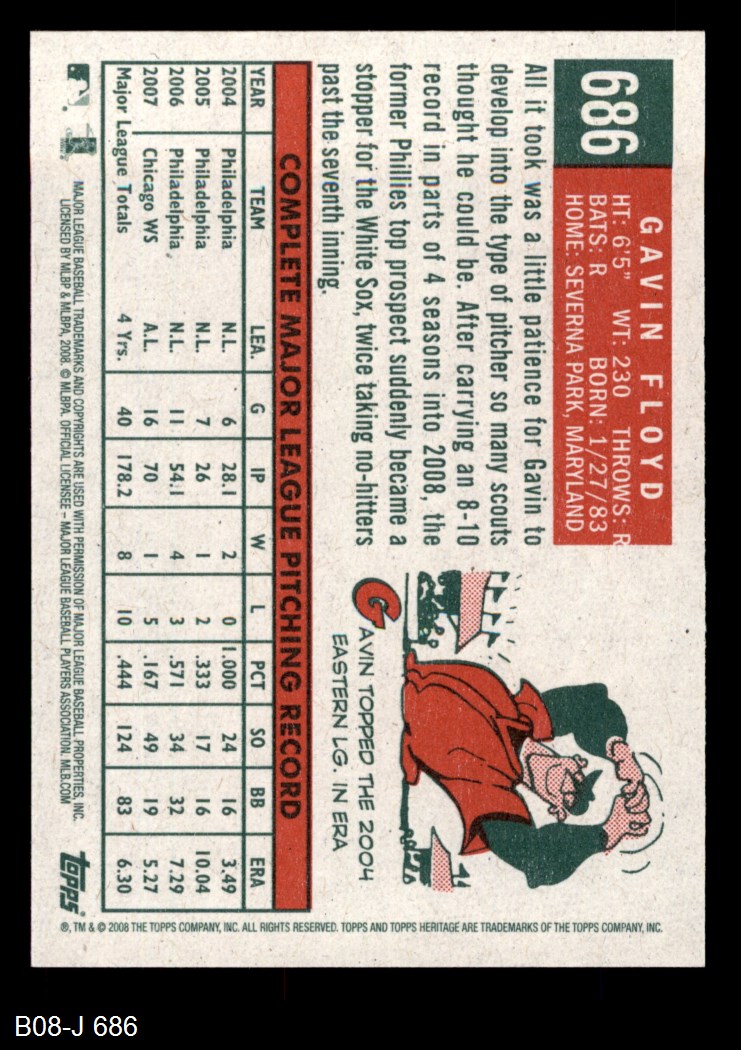 686
GAVIN FLOYD
HT: 6'5" WT: 230 THROWS: R
BATS: R BORN: 1/27/83
HOME: SEVERNA PARK, MARYLAND
All it took was a little patience for Gavin to
develop into the type of pitcher so many scouts
thought he could be. After carrying an 8-10
record in parts of 4 seasons into 2008, the
former Phillies top prospect suddenly became a
stopper for the White Sox, twice taking no-hitters
past the seventh inning.
GAVIN TOPPED THE 2004
EASTERN LG. IN ERA
COMPLETE MAJOR LEAGUE PITCHING RECORD
YEAR TEAM LEA. G IP W L PCT SO BB ERA
2004 Philadelphia N.L. 6 28.1 2 0 1.000 24 16 3.49
2005 Philadelphia N.L. 7 26 1 2 .333 17 16 10.04
2006 Philadelphia N.L. 11 54.1 4 3 .571 34 32 7.29
2007 Chicago WS A.L. 16 70 1 5 .167 49 19 5.27
Major League Totals 4 Yrs. 40 178.2 8 10 .444 124 83 6.30
MAJOR LEAGUE BASEBALL TRADEMARKS AND COPYRIGHTS ARE USED WITH PERMISSION OF MAJOR LEAGUE BASEBALL PROPERTIES, INC.
LICENSED BY MLBP & MLBPA, 2008. © MLBPA. OFFICIAL LICENSEE – MAJOR LEAGUE BASEBALL PLAYERS ASSOCIATION. MLB.COM
topps®
®, TM & © 2008 THE TOPPS COMPANY, INC. ALL RIGHTS RESERVED. TOPPS AND TOPPS HERITAGE ARE TRADEMARKS OF THE TOPPS COMPANY, INC.
B08-J 686